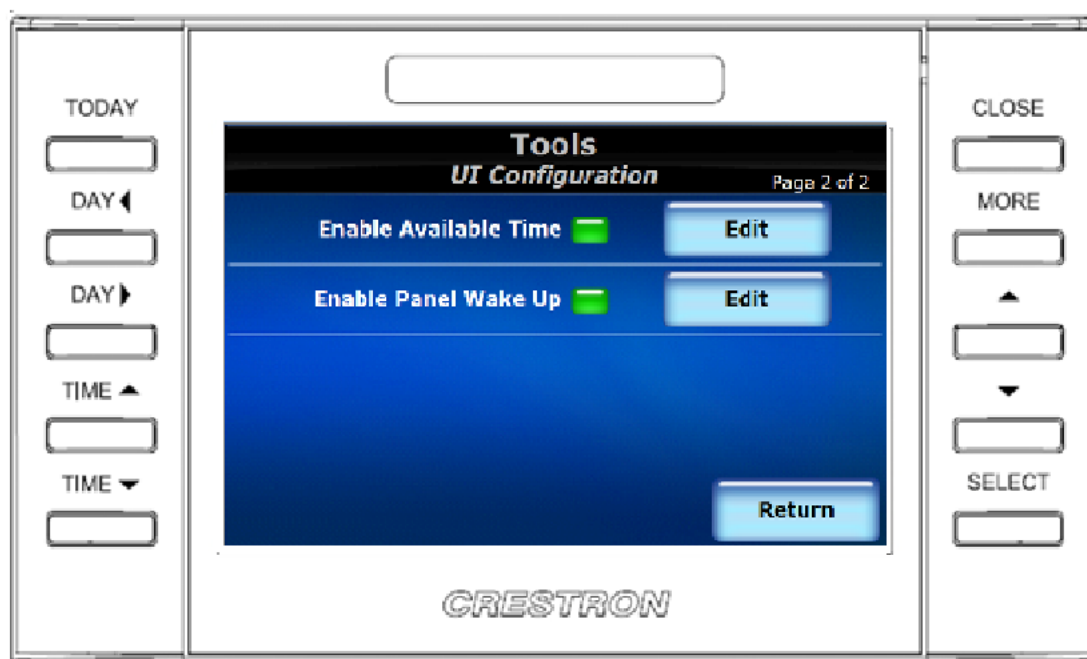 TODAY
DAY
DAY
TIME
TIME
Tools
UI Configuration
Page 2 of 2
Enable Available Time
Edit
Enable Panel Wake Up
Edit
Return
CRESTRON
CLOSE
MORE
SELECT